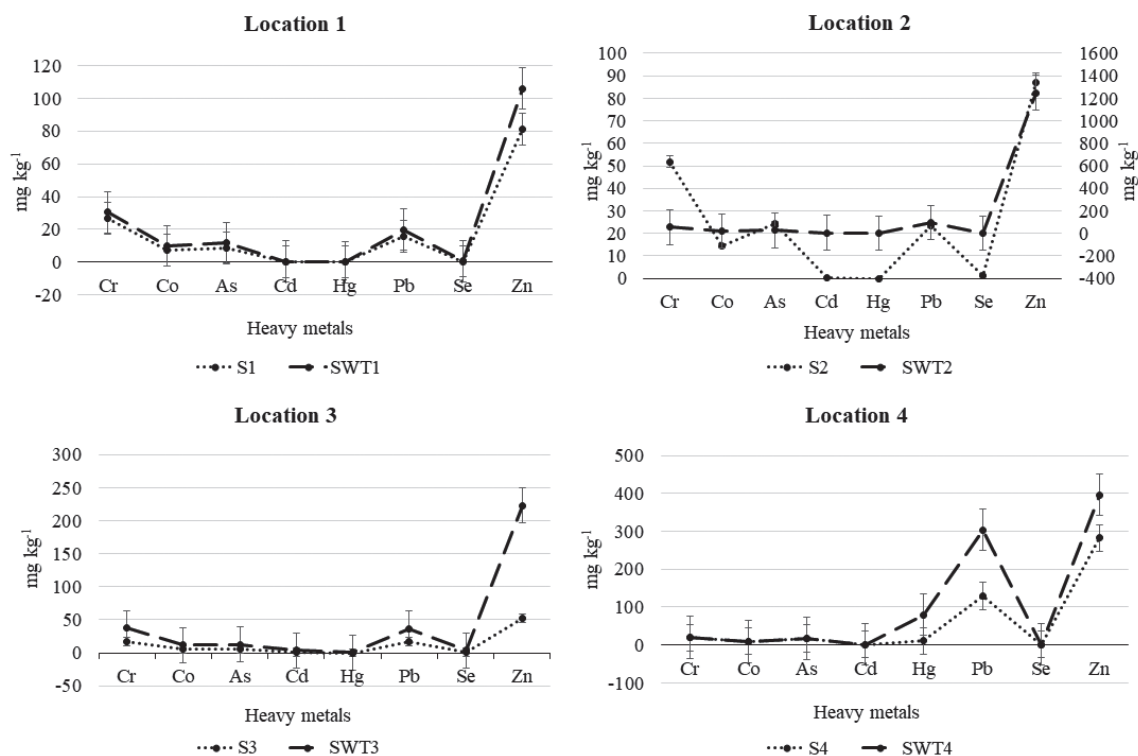 Location 1
120
100
80
60
40
20
0
-20
mg kg-1
Cr Co As Cd Hg Pb Se Zn
Heavy metals
S1 SWT1
Location 2
100
90
80
70
60
50
40
30
20
10
0
mg kg-1
1600
1400
1200
1000
800
600
400
200
0
-200
-400
mg kg-1
Cr Co As Cd Hg Pb Se Zn
Heavy metals
S2 SWT2
Location 3
300
250
200
150
100
50
0
-50
mg kg-1
Cr Co As Cd Hg Pb Se Zn
Heavy metals
S3 SWT3
Location 4
500
400
300
200
100
0
-100
mg kg-1
Cr Co As Cd Hg Pb Se Zn
Heavy metals
S4 SWT4